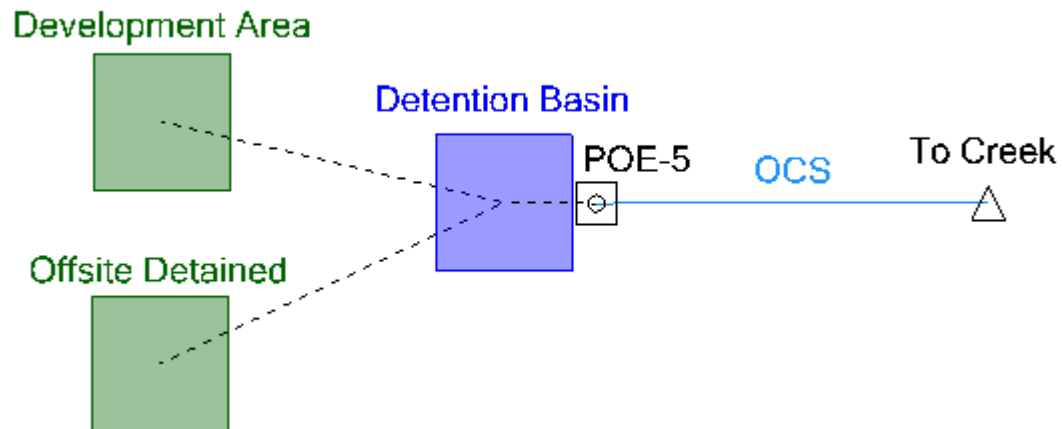 Development Area
Detention Basin
POE-5
OCS
To Creek
Offsite Detained